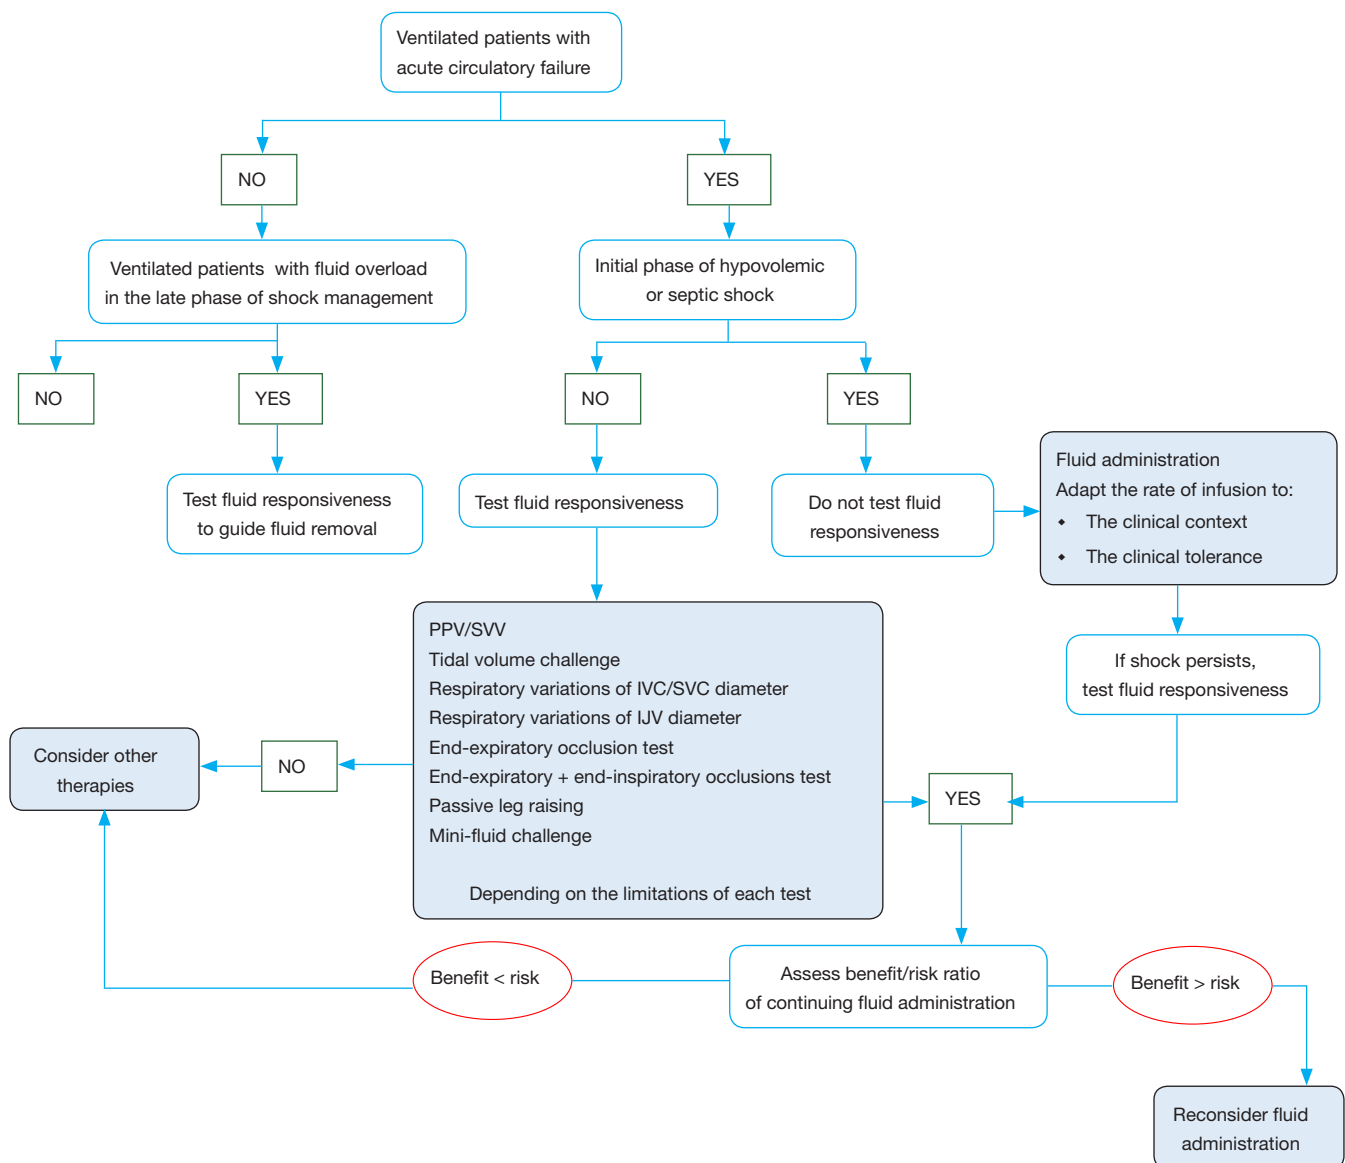 Ventilated patients with
acute circulatory failure
NO
YES
Ventilated patients with fluid overload
in the late phase of shock management
Initial phase of hypovolemic
or septic shock
NO
YES
NO
YES
Test fluid responsiveness
to guide fluid removal
Test fluid responsiveness
Do not test fluid
responsiveness
Fluid administration
Adapt the rate of infusion to:
◆ The clinical context
◆ The clinical tolerance
PPV/SVV
Tidal volume challenge
Respiratory variations of IVC/SVC diameter
Respiratory variations of IJV diameter
End-expiratory occlusion test
End-expiratory + end-inspiratory occlusions test
Passive leg raising
Mini-fluid challenge
Depending on the limitations of each test
If shock persists,
test fluid responsiveness
Consider other
therapies
NO
YES
Benefit < risk
Assess benefit/risk ratio
of continuing fluid administration
Benefit > risk
Reconsider fluid
administration